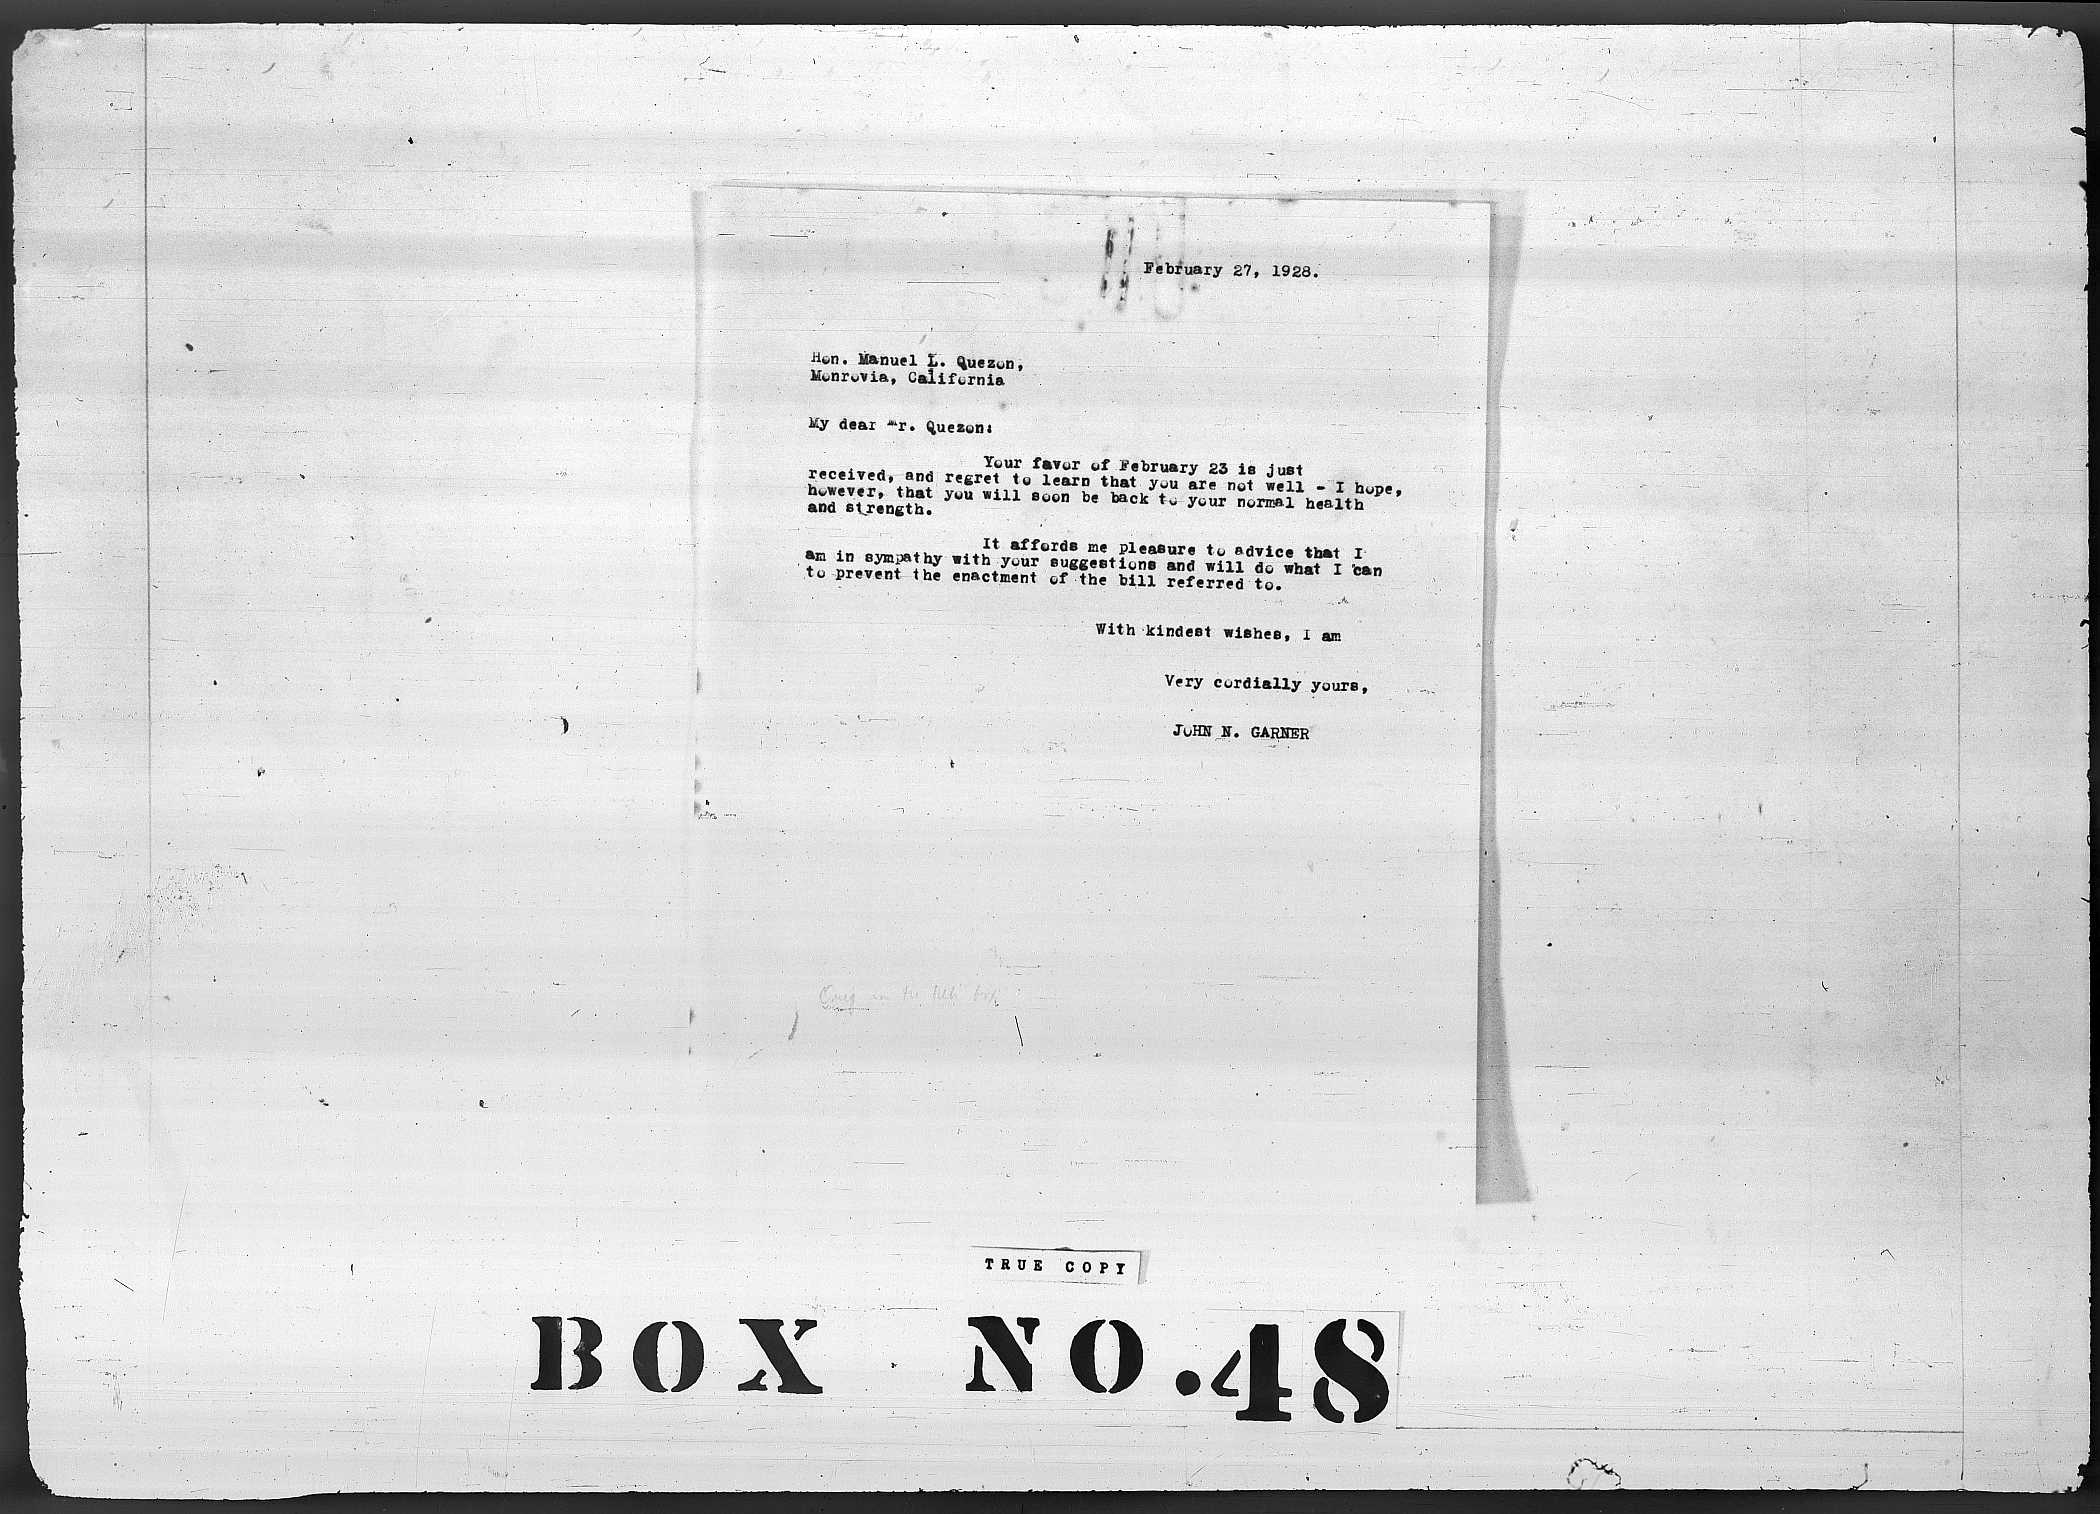 February 27, 1928.
Hon. Manuel L. Quezon,
Monrovia, California
My dear Mr. Quezon:
Your favor of February 23 is just
received, and regret to learn that you are not well - I hope,
however, that you will soon be back to your normal health
and strength.
It affords me pleasure to advice that I
am in sympathy with your suggestions and will do what I can
to prevent the enactment of the bill referred to.
With kindest wishes, I am
Very cordially yours,
JOHN N. GARNER
TRUE COPY
BOX NO. 48